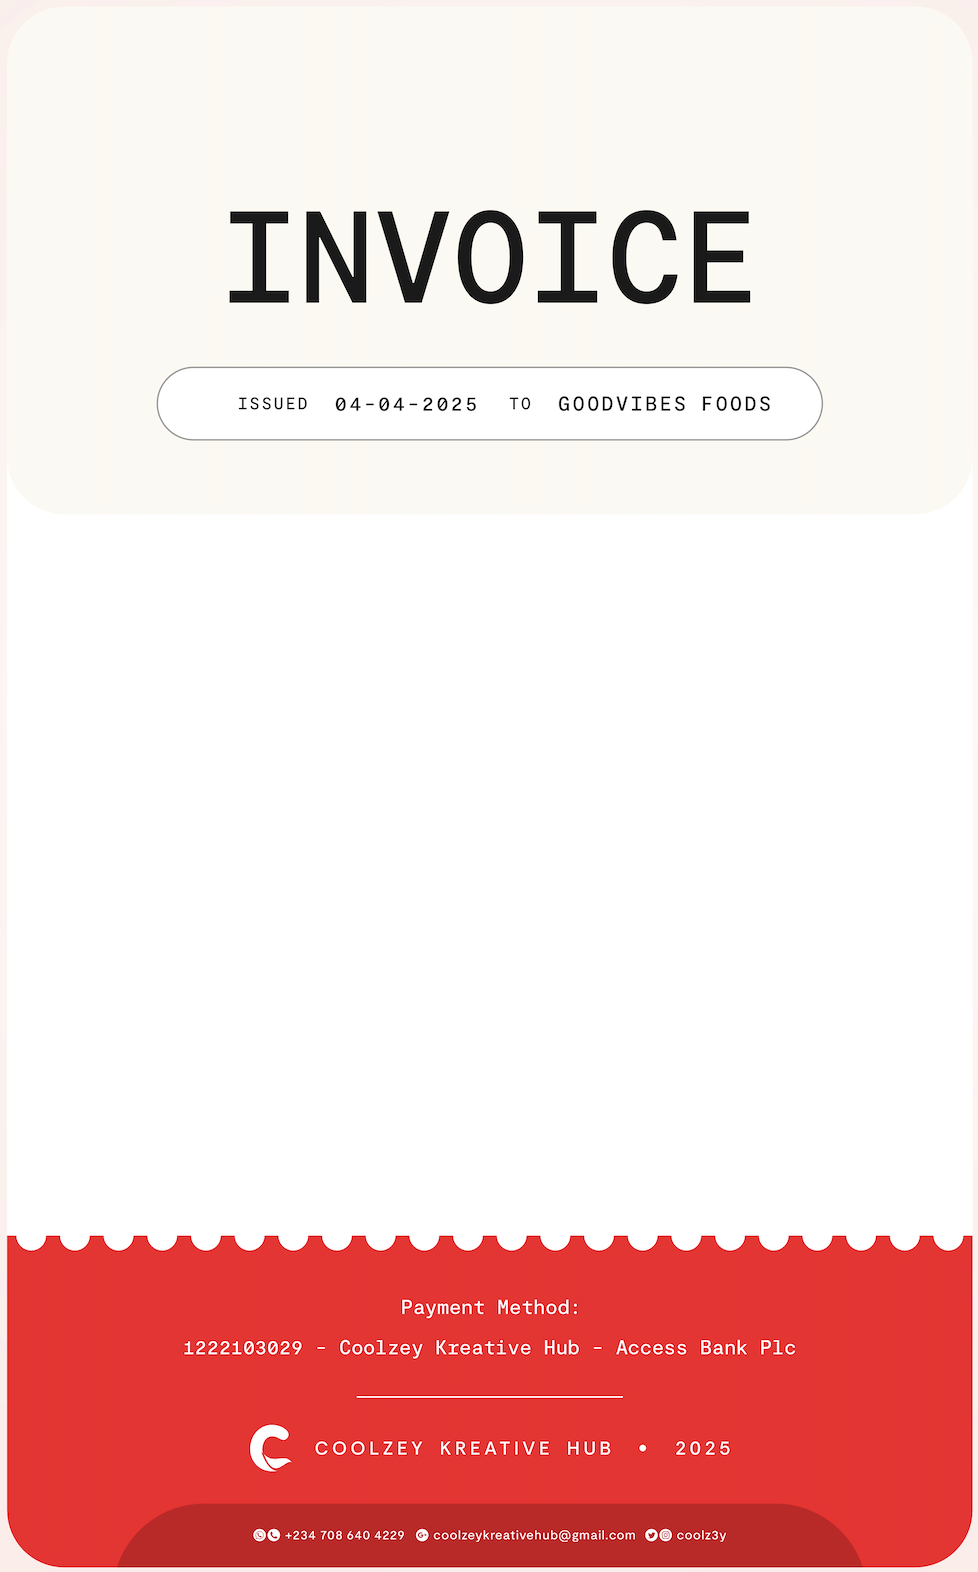 INVOICE
ISSUED 04-04-2025 TO GOODVIBES FOODS
Payment Method:
1222103029 - Coolzey Kreative Hub - Access Bank Plc
COOLZEY KREATIVE HUB • 2025
+234 708 640 4229 coolzeykreativehub@gmail.com coolz3y